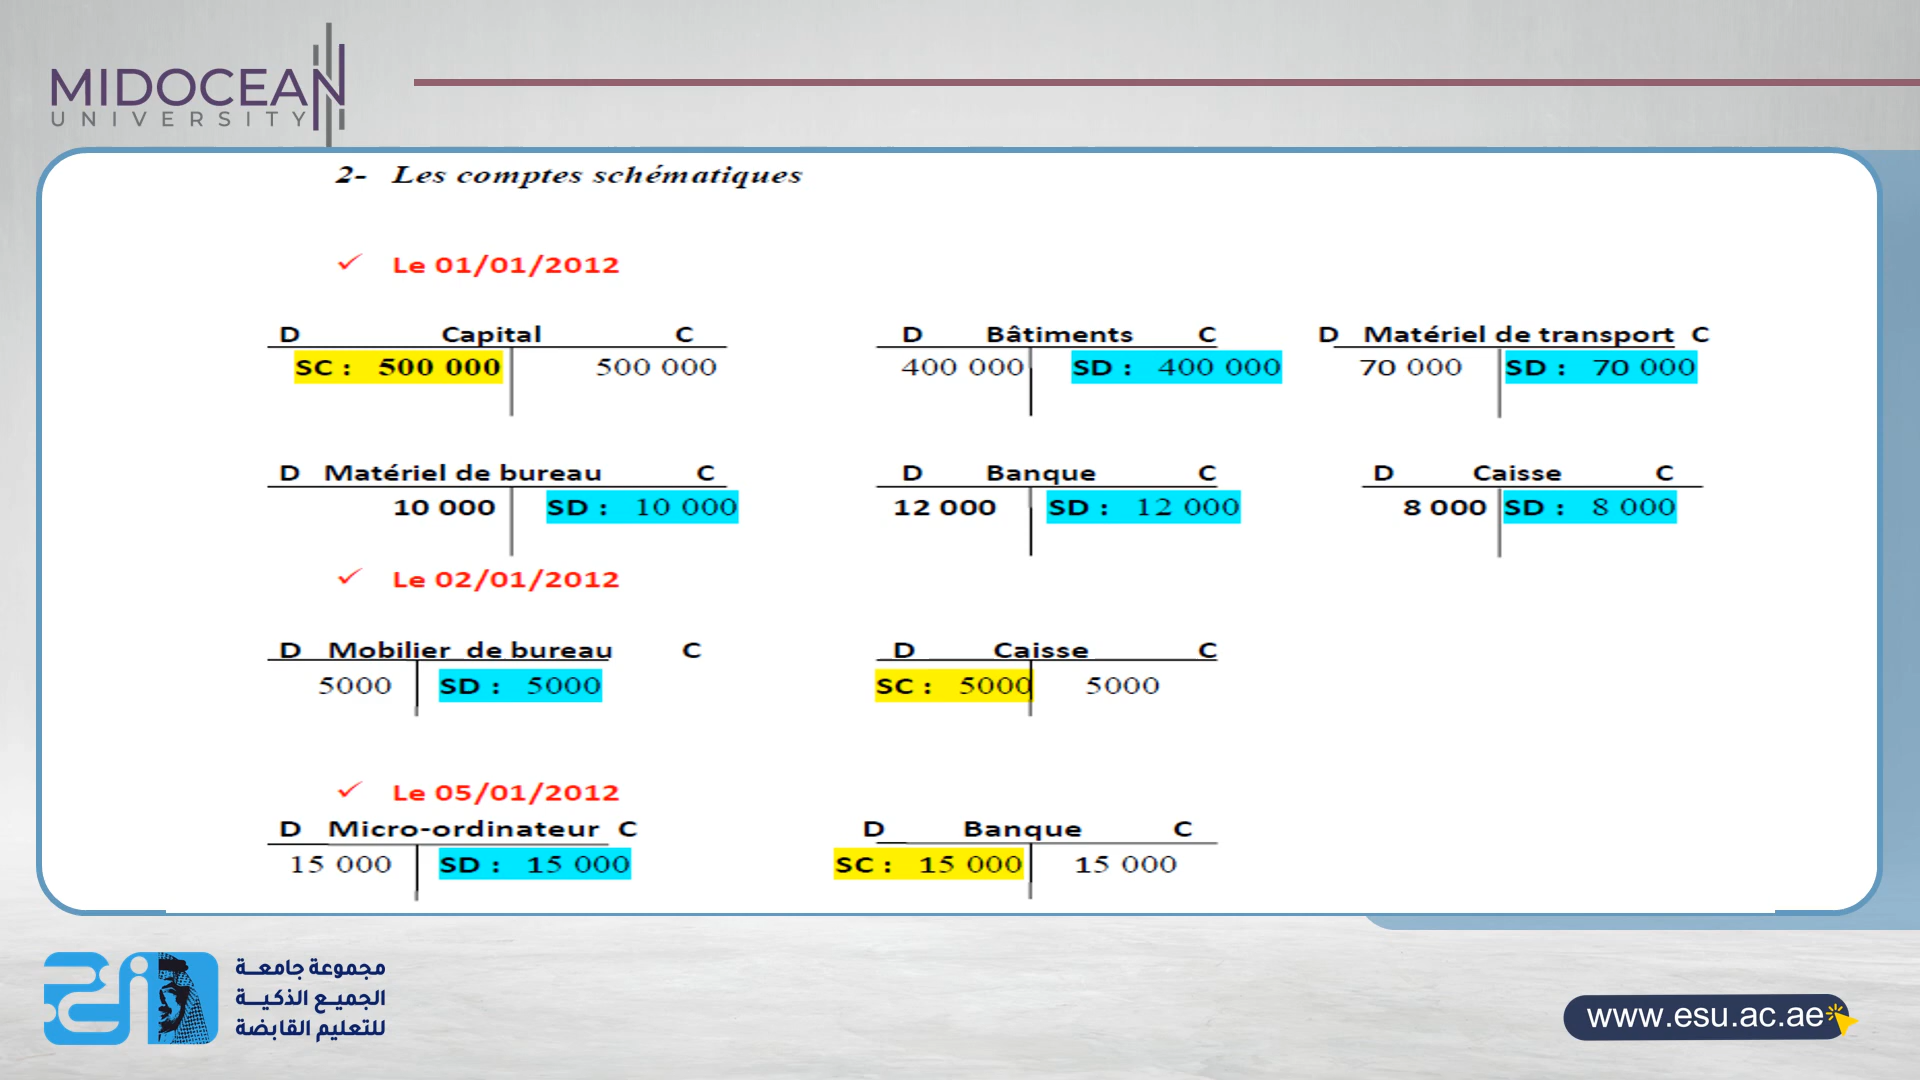 MIDOCEAN
UNIVERSITY
2- Les comptes schématiques
✓ Le 01/01/2012
D Capital C
SC : 500 000 500 000
D Bâtiments C
400 000 SD : 400 000
D Matériel de transport C
70 000 SD : 70 000
D Matériel de bureau C
10 000 SD : 10 000
D Banque C
12 000 SD : 12 000
D Caisse C
8 000 SD : 8 000
✓ Le 02/01/2012
D Mobilier de bureau C
5000 SD : 5000
D Caisse C
SC : 5000 5000
✓ Le 05/01/2012
D Micro-ordinateur C
15 000 SD : 15 000
D Banque C
SC : 15 000 15 000
مجموعة جامعـــة
الجميـع الذكيـــة
للتعليم القابضة
www.esu.ac.ae